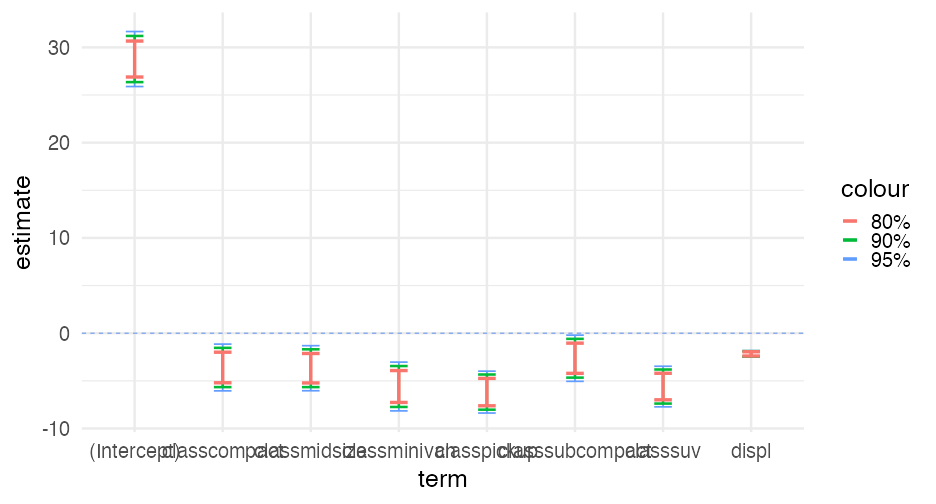 30
20
10
0
-10
estimate
(Intercept) classcompact classmidsize classminivan classpickup classsubcompact classsuv displ
term
colour
80%
90%
95%